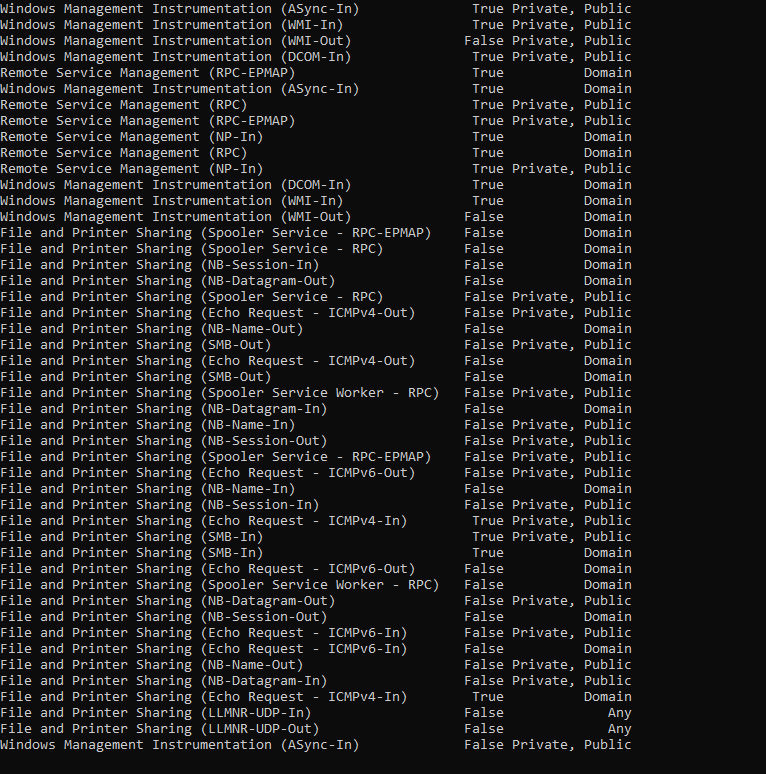 Windows Management Instrumentation (ASync-In) True Private, Public
Windows Management Instrumentation (WMI-In) True Private, Public
Windows Management Instrumentation (WMI-Out) False Private, Public
Windows Management Instrumentation (DCOM-In) True Private, Public
Remote Service Management (RPC-EPMAP) True Domain
Windows Management Instrumentation (ASync-In) True Domain
Remote Service Management (RPC) True Private, Public
Remote Service Management (RPC-EPMAP) True Private, Public
Remote Service Management (NP-In) True Domain
Remote Service Management (RPC) True Domain
Remote Service Management (NP-In) True Private, Public
Windows Management Instrumentation (DCOM-In) True Domain
Windows Management Instrumentation (WMI-In) True Domain
Windows Management Instrumentation (WMI-Out) False Domain
File and Printer Sharing (Spooler Service - RPC-EPMAP) False Domain
File and Printer Sharing (Spooler Service - RPC) False Domain
File and Printer Sharing (NB-Session-In) False Domain
File and Printer Sharing (NB-Datagram-Out) False Domain
File and Printer Sharing (Spooler Service - RPC) False Private, Public
File and Printer Sharing (Echo Request - ICMPv4-Out) False Private, Public
File and Printer Sharing (NB-Name-Out) False Domain
File and Printer Sharing (SMB-Out) False Private, Public
File and Printer Sharing (Echo Request - ICMPv4-Out) False Domain
File and Printer Sharing (SMB-Out) False Domain
File and Printer Sharing (Spooler Service Worker - RPC) False Private, Public
File and Printer Sharing (NB-Datagram-In) False Domain
File and Printer Sharing (NB-Name-In) False Private, Public
File and Printer Sharing (NB-Session-Out) False Private, Public
File and Printer Sharing (Spooler Service - RPC-EPMAP) False Private, Public
File and Printer Sharing (Echo Request - ICMPv6-Out) False Private, Public
File and Printer Sharing (NB-Name-In) False Domain
File and Printer Sharing (NB-Session-In) False Private, Public
File and Printer Sharing (Echo Request - ICMPv4-In) True Private, Public
File and Printer Sharing (SMB-In) True Private, Public
File and Printer Sharing (SMB-In) True Domain
File and Printer Sharing (Echo Request - ICMPv6-Out) False Domain
File and Printer Sharing (Spooler Service Worker - RPC) False Domain
File and Printer Sharing (NB-Datagram-Out) False Private, Public
File and Printer Sharing (NB-Session-Out) False Domain
File and Printer Sharing (Echo Request - ICMPv6-In) False Private, Public
File and Printer Sharing (Echo Request - ICMPv6-In) False Domain
File and Printer Sharing (NB-Name-Out) False Private, Public
File and Printer Sharing (NB-Datagram-In) False Private, Public
File and Printer Sharing (Echo Request - ICMPv4-In) True Domain
File and Printer Sharing (LLMNR-UDP-In) False Any
File and Printer Sharing (LLMNR-UDP-Out) False Any
Windows Management Instrumentation (ASync-In) False Private, Public